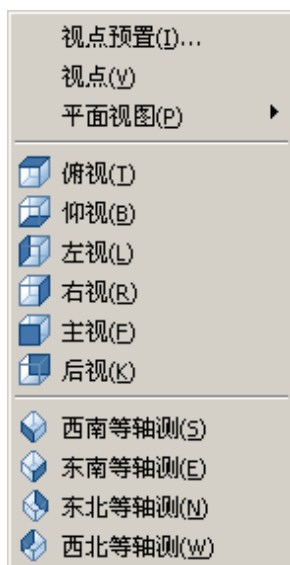 视点预置(I)...
视点(V)
平面视图(P)
俯视(T)
仰视(B)
左视(L)
右视(R)
主视(F)
后视(K)
西南等轴测(S)
东南等轴测(E)
东北等轴测(N)
西北等轴测(W)